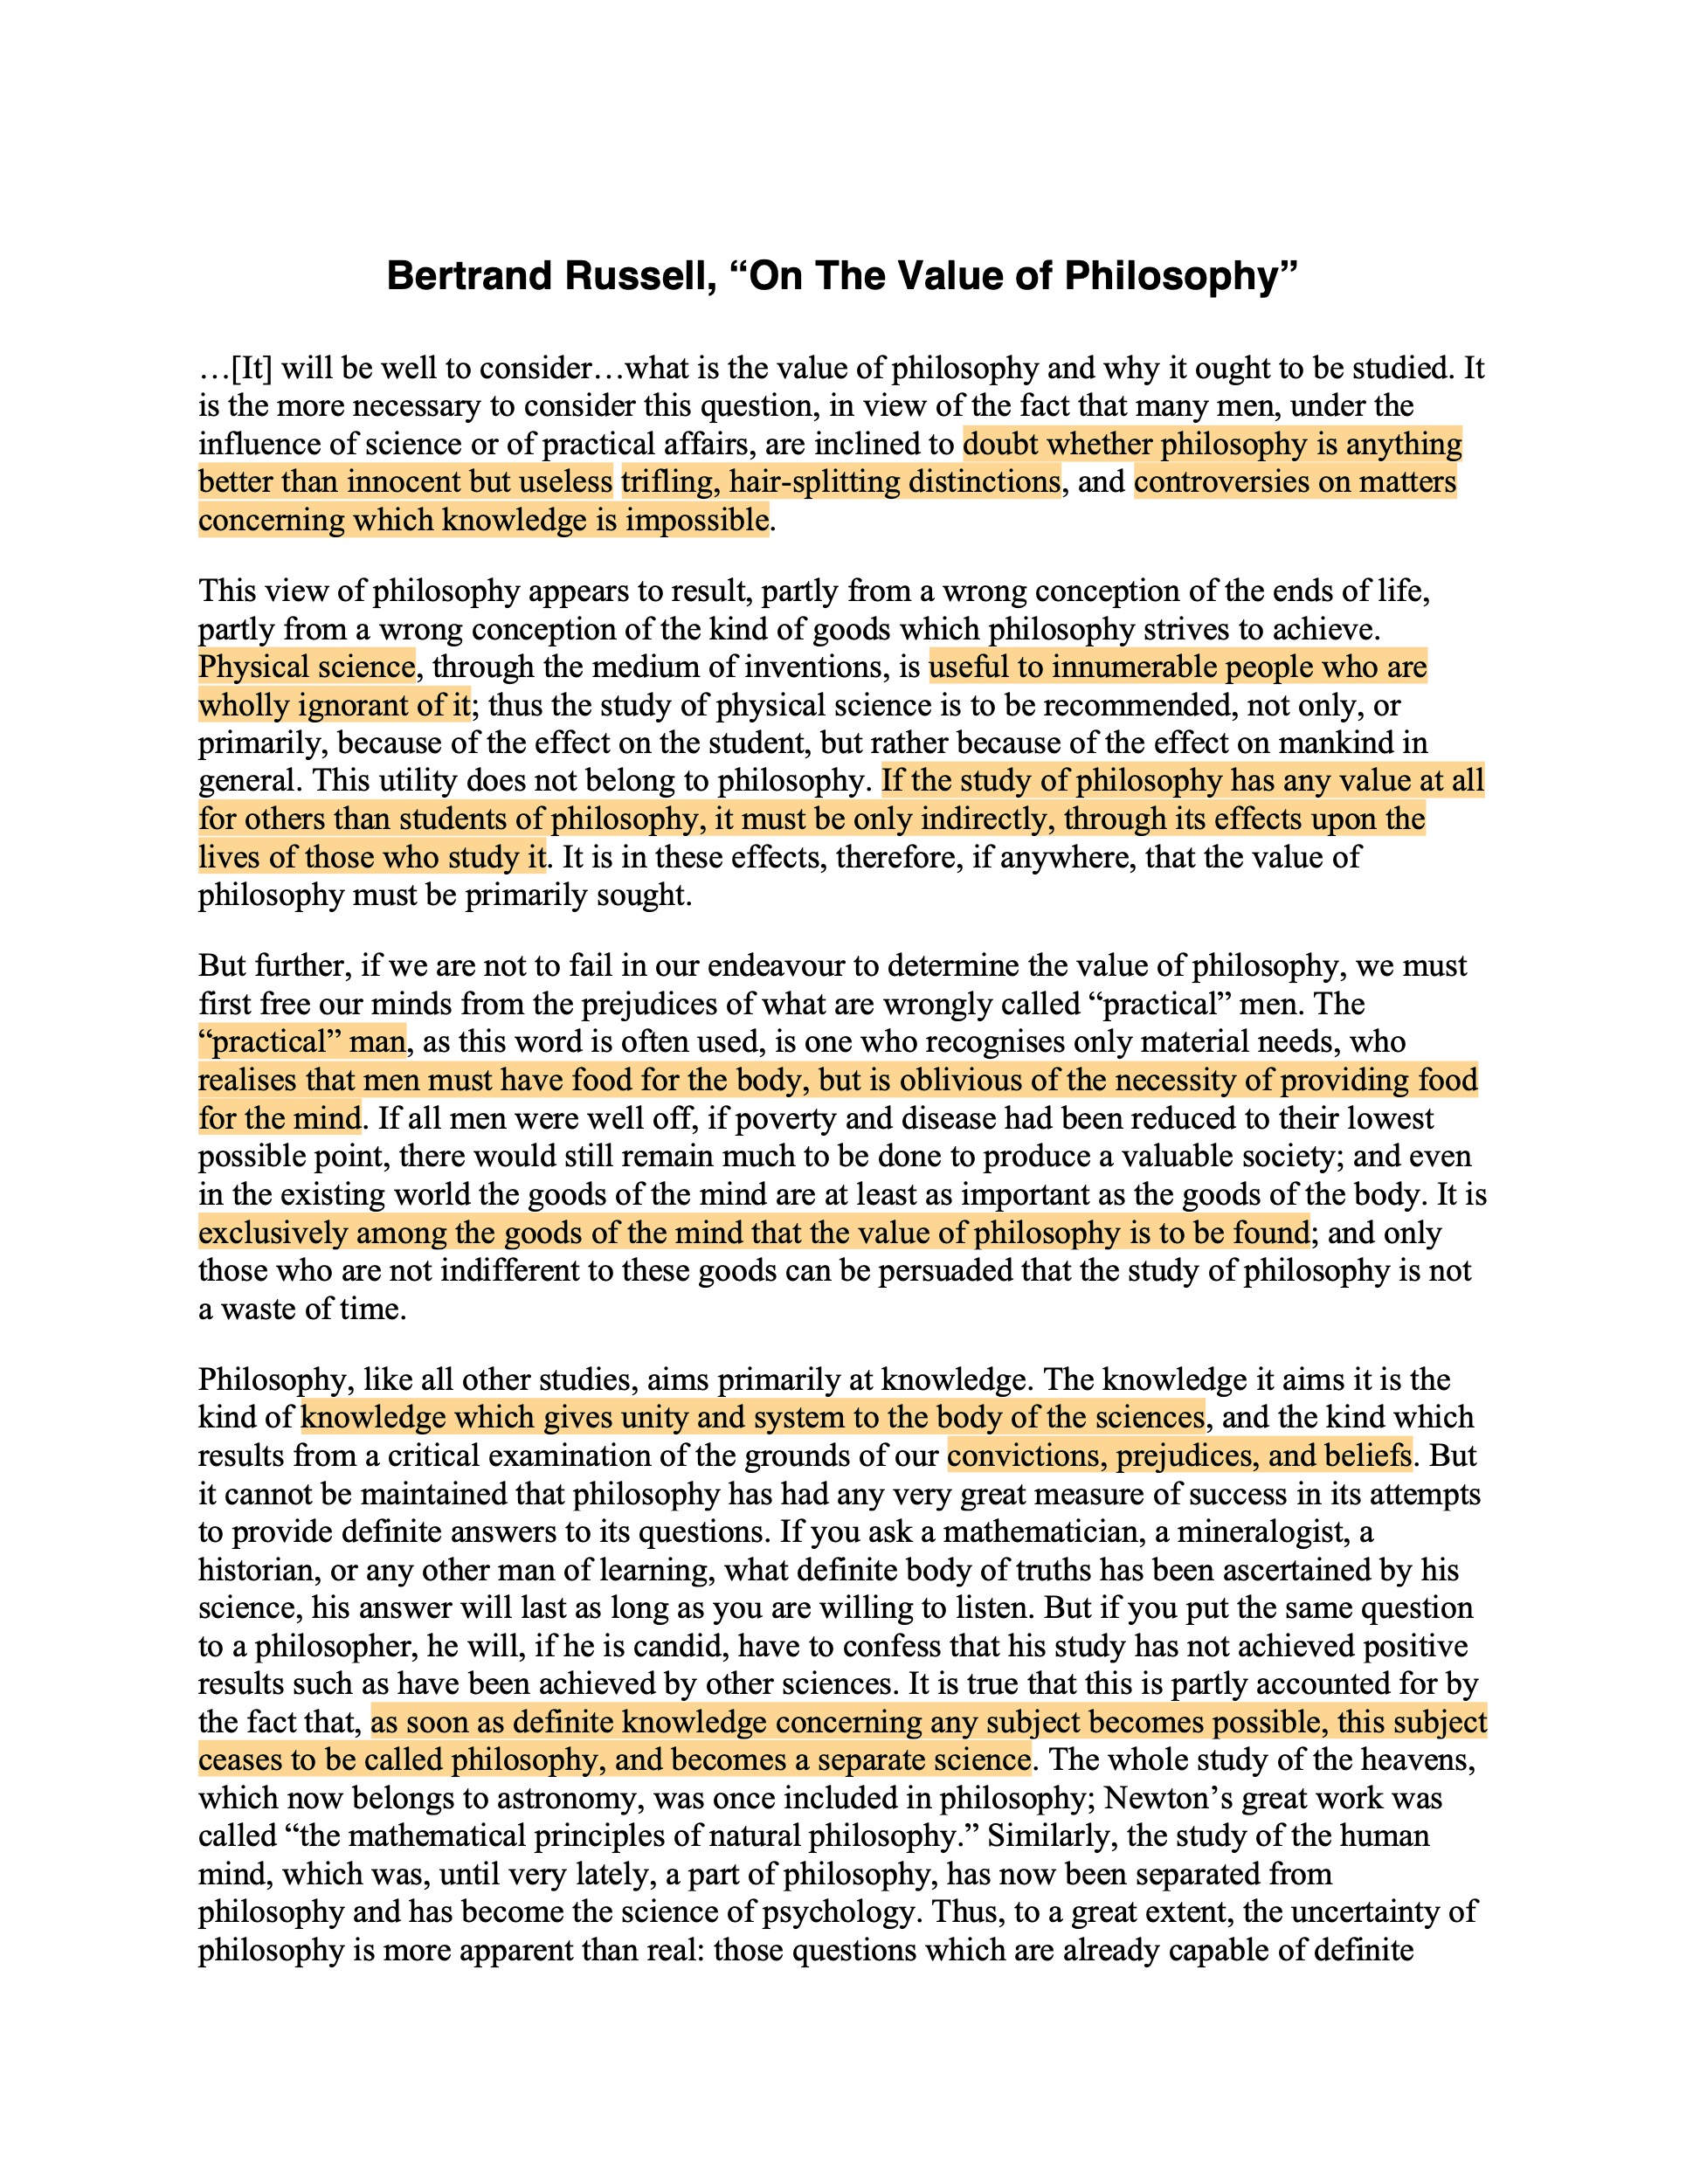 Bertrand Russell, “On The Value of Philosophy”
…[It] will be well to consider…what is the value of philosophy and why it ought to be studied. It
is the more necessary to consider this question, in view of the fact that many men, under the
influence of science or of practical affairs, are inclined to doubt whether philosophy is anything
better than innocent but useless trifling, hair-splitting distinctions, and controversies on matters
concerning which knowledge is impossible.
This view of philosophy appears to result, partly from a wrong conception of the ends of life,
partly from a wrong conception of the kind of goods which philosophy strives to achieve.
Physical science, through the medium of inventions, is useful to innumerable people who are
wholly ignorant of it; thus the study of physical science is to be recommended, not only, or
primarily, because of the effect on the student, but rather because of the effect on mankind in
general. This utility does not belong to philosophy. If the study of philosophy has any value at all
for others than students of philosophy, it must be only indirectly, through its effects upon the
lives of those who study it. It is in these effects, therefore, if anywhere, that the value of
philosophy must be primarily sought.
But further, if we are not to fail in our endeavour to determine the value of philosophy, we must
first free our minds from the prejudices of what are wrongly called “practical” men. The
“practical” man, as this word is often used, is one who recognises only material needs, who
realises that men must have food for the body, but is oblivious of the necessity of providing food
for the mind. If all men were well off, if poverty and disease had been reduced to their lowest
possible point, there would still remain much to be done to produce a valuable society; and even
in the existing world the goods of the mind are at least as important as the goods of the body. It is
exclusively among the goods of the mind that the value of philosophy is to be found; and only
those who are not indifferent to these goods can be persuaded that the study of philosophy is not
a waste of time.
Philosophy, like all other studies, aims primarily at knowledge. The knowledge it aims it is the
kind of knowledge which gives unity and system to the body of the sciences, and the kind which
results from a critical examination of the grounds of our convictions, prejudices, and beliefs. But
it cannot be maintained that philosophy has had any very great measure of success in its attempts
to provide definite answers to its questions. If you ask a mathematician, a mineralogist, a
historian, or any other man of learning, what definite body of truths has been ascertained by his
science, his answer will last as long as you are willing to listen. But if you put the same question
to a philosopher, he will, if he is candid, have to confess that his study has not achieved positive
results such as have been achieved by other sciences. It is true that this is partly accounted for by
the fact that, as soon as definite knowledge concerning any subject becomes possible, this subject
ceases to be called philosophy, and becomes a separate science. The whole study of the heavens,
which now belongs to astronomy, was once included in philosophy; Newton’s great work was
called “the mathematical principles of natural philosophy.” Similarly, the study of the human
mind, which was, until very lately, a part of philosophy, has now been separated from
philosophy and has become the science of psychology. Thus, to a great extent, the uncertainty of
philosophy is more apparent than real: those questions which are already capable of definite